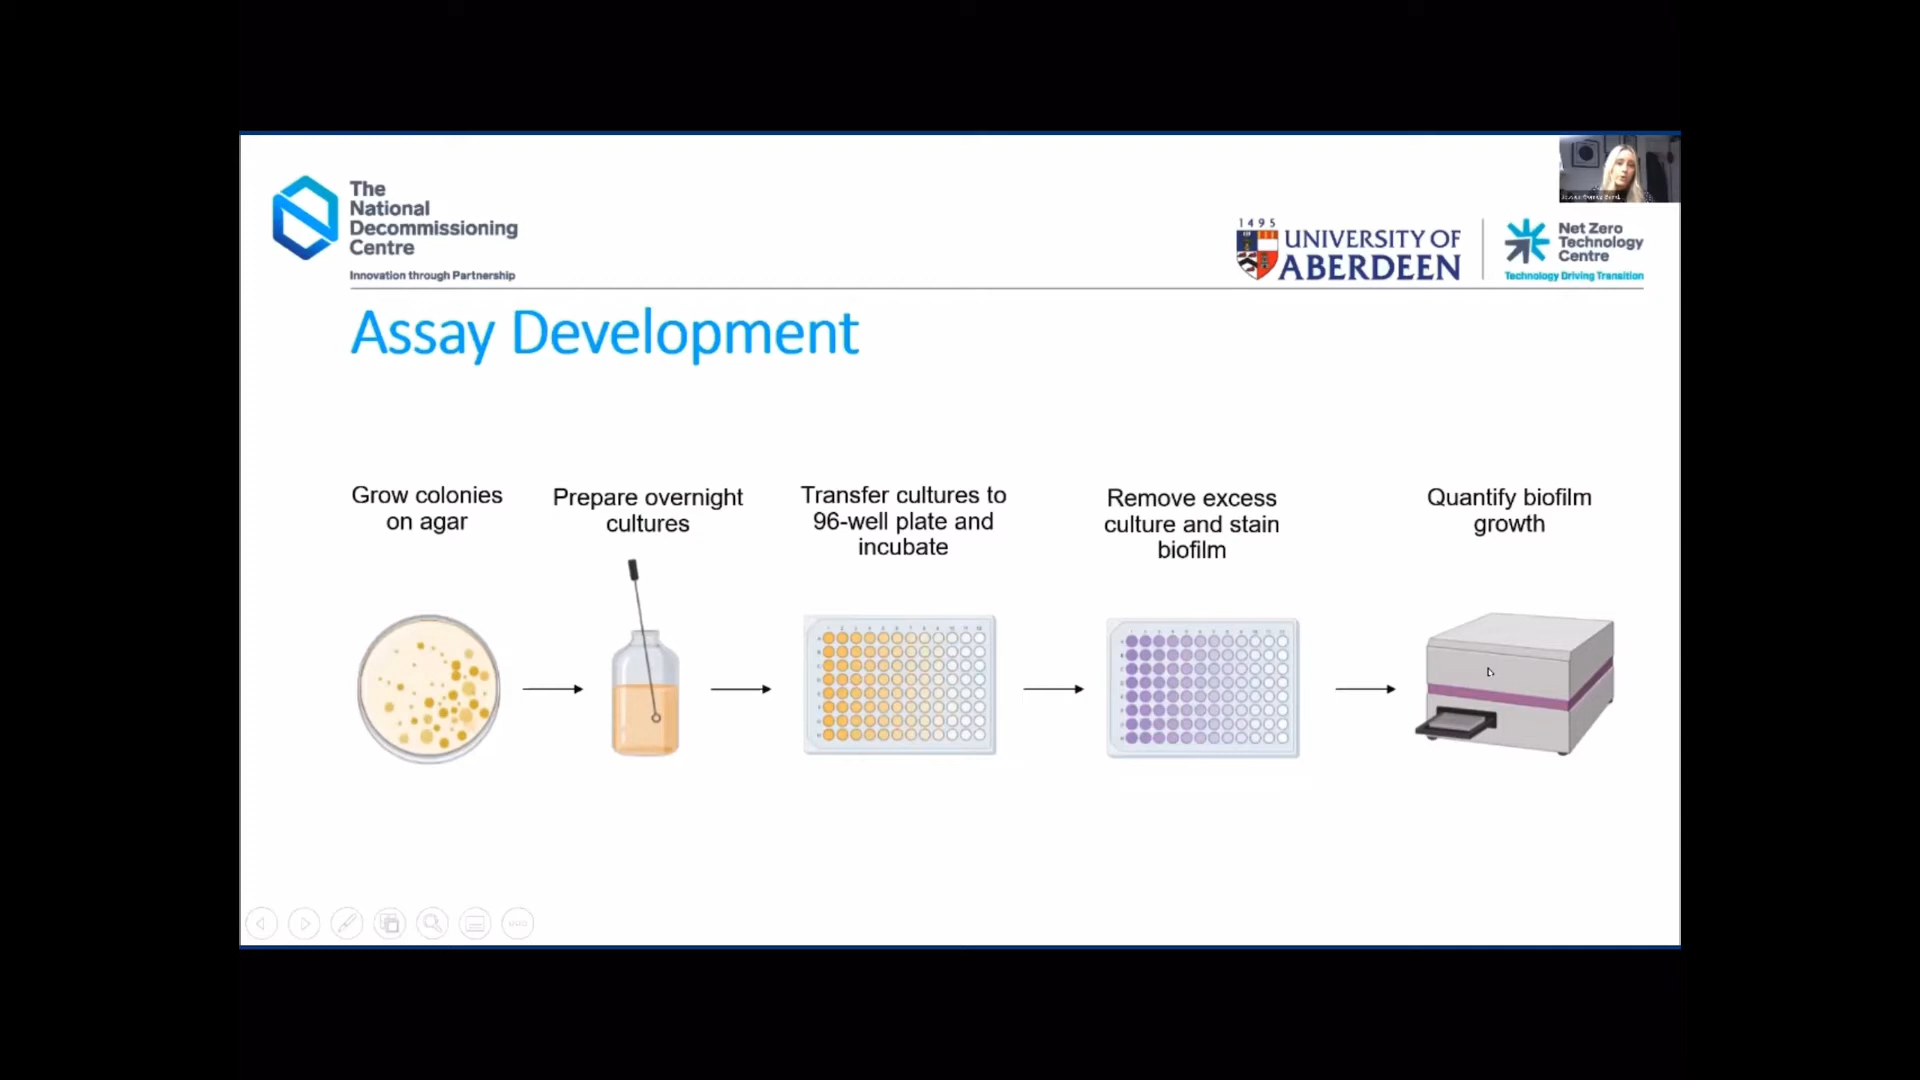 The
National
Decommissioning
Centre
Innovation through Partnership
1495
UNIVERSITY OF
ABERDEEN
Net Zero
Technology
Centre
Technology Driving Transition
Assay Development
Grow colonies
on agar
Prepare overnight
cultures
Transfer cultures to
96-well plate and
incubate
Remove excess
culture and stain
biofilm
Quantify biofilm
growth